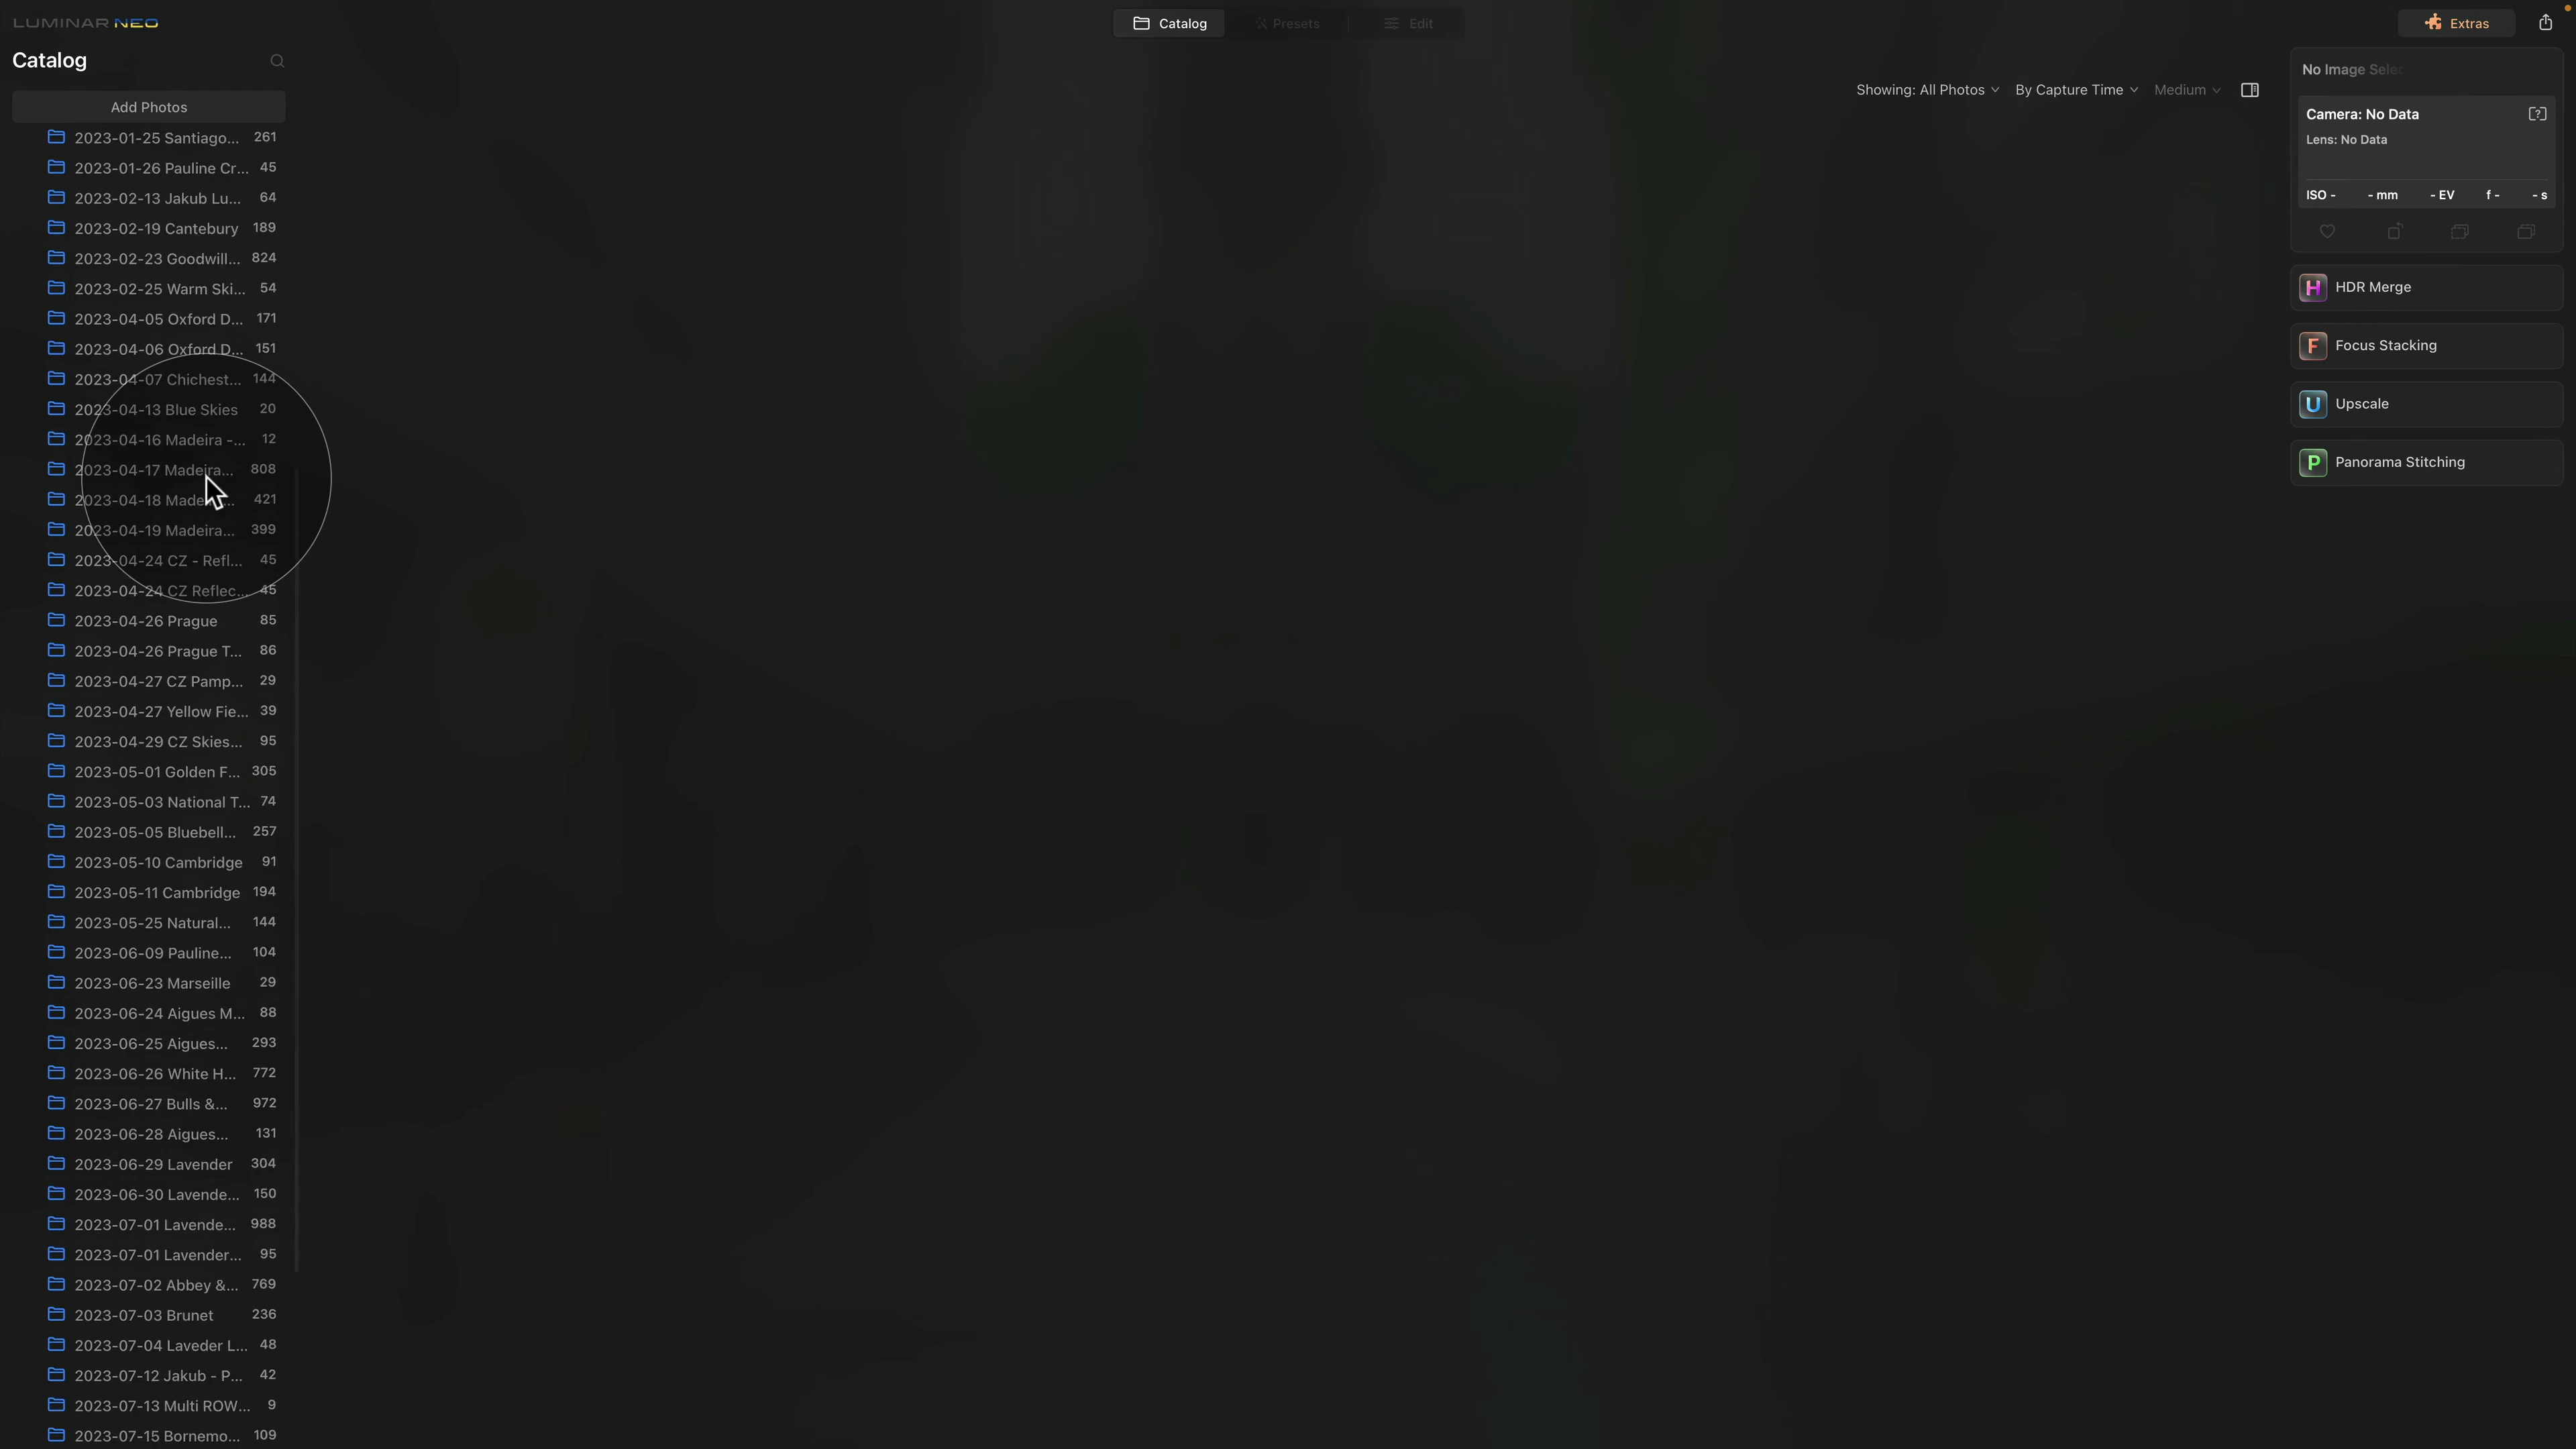 LUMINAR NEO
Catalog
Presets
Edit
Extras
Catalog
Add Photos
2023-01-25 Santiago... 261
2023-01-26 Pauline Cr... 45
2023-02-13 Jakub Lu... 64
2023-02-19 Cantebury 189
2023-02-23 Goodwill... 824
2023-02-25 Warm Ski... 54
2023-04-05 Oxford D... 171
2023-04-06 Oxford D... 151
2023-04-07 Chichest... 144
2023-04-13 Blue Skies 20
2023-04-16 Madeira -... 12
2023-04-17 Madeira... 808
2023-04-18 Made... 421
2023-04-19 Madeira... 399
2023-04-24 CZ - Refl... 45
2023-04-24 CZ Reflec... 45
2023-04-26 Prague 85
2023-04-26 Prague T... 86
2023-04-27 CZ Pamp... 29
2023-04-27 Yellow Fie... 39
2023-04-29 CZ Skies... 95
2023-05-01 Golden F... 305
2023-05-03 National T... 74
2023-05-05 Bluebell... 257
2023-05-10 Cambridge 91
2023-05-11 Cambridge 194
2023-05-25 Natural... 144
2023-06-09 Pauline... 104
2023-06-23 Marseille 29
2023-06-24 Aigues M... 88
2023-06-25 Aigues... 293
2023-06-26 White H... 772
2023-06-27 Bulls &... 972
2023-06-28 Aigues... 131
2023-06-29 Lavender 304
2023-06-30 Lavende... 150
2023-07-01 Lavende... 988
2023-07-01 Lavender... 95
2023-07-02 Abbey &... 769
2023-07-03 Brunet 236
2023-07-04 Laveder L... 48
2023-07-12 Jakub - P... 42
2023-07-13 Multi ROW... 9
2023-07-15 Bornemo... 109
Showing: All Photos
By Capture Time
Medium
No Image Selec
Camera: No Data
Lens: No Data
ISO - - mm - EV f - - s
H HDR Merge
F Focus Stacking
U Upscale
P Panorama Stitching